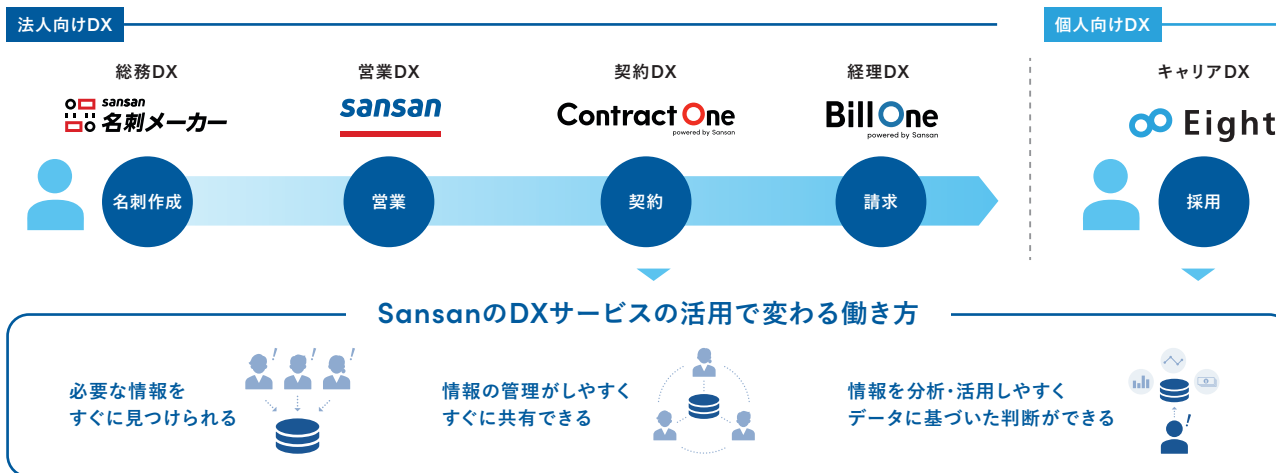 法人向けDX
個人向けDX
総務DX
営業DX
契約DX
経理DX
キャリアDX
sansan
名刺メーカー
sansan
Contract One
powered by Sansan
Bill One
powered by Sansan
Eight
名刺作成
営業
契約
請求
採用
SansanのDXサービスの活用で変わる働き方
必要な情報を
すぐに見つけられる
情報の管理がしやすく
すぐに共有できる
情報を分析・活用しやすく
データに基づいた判断ができる